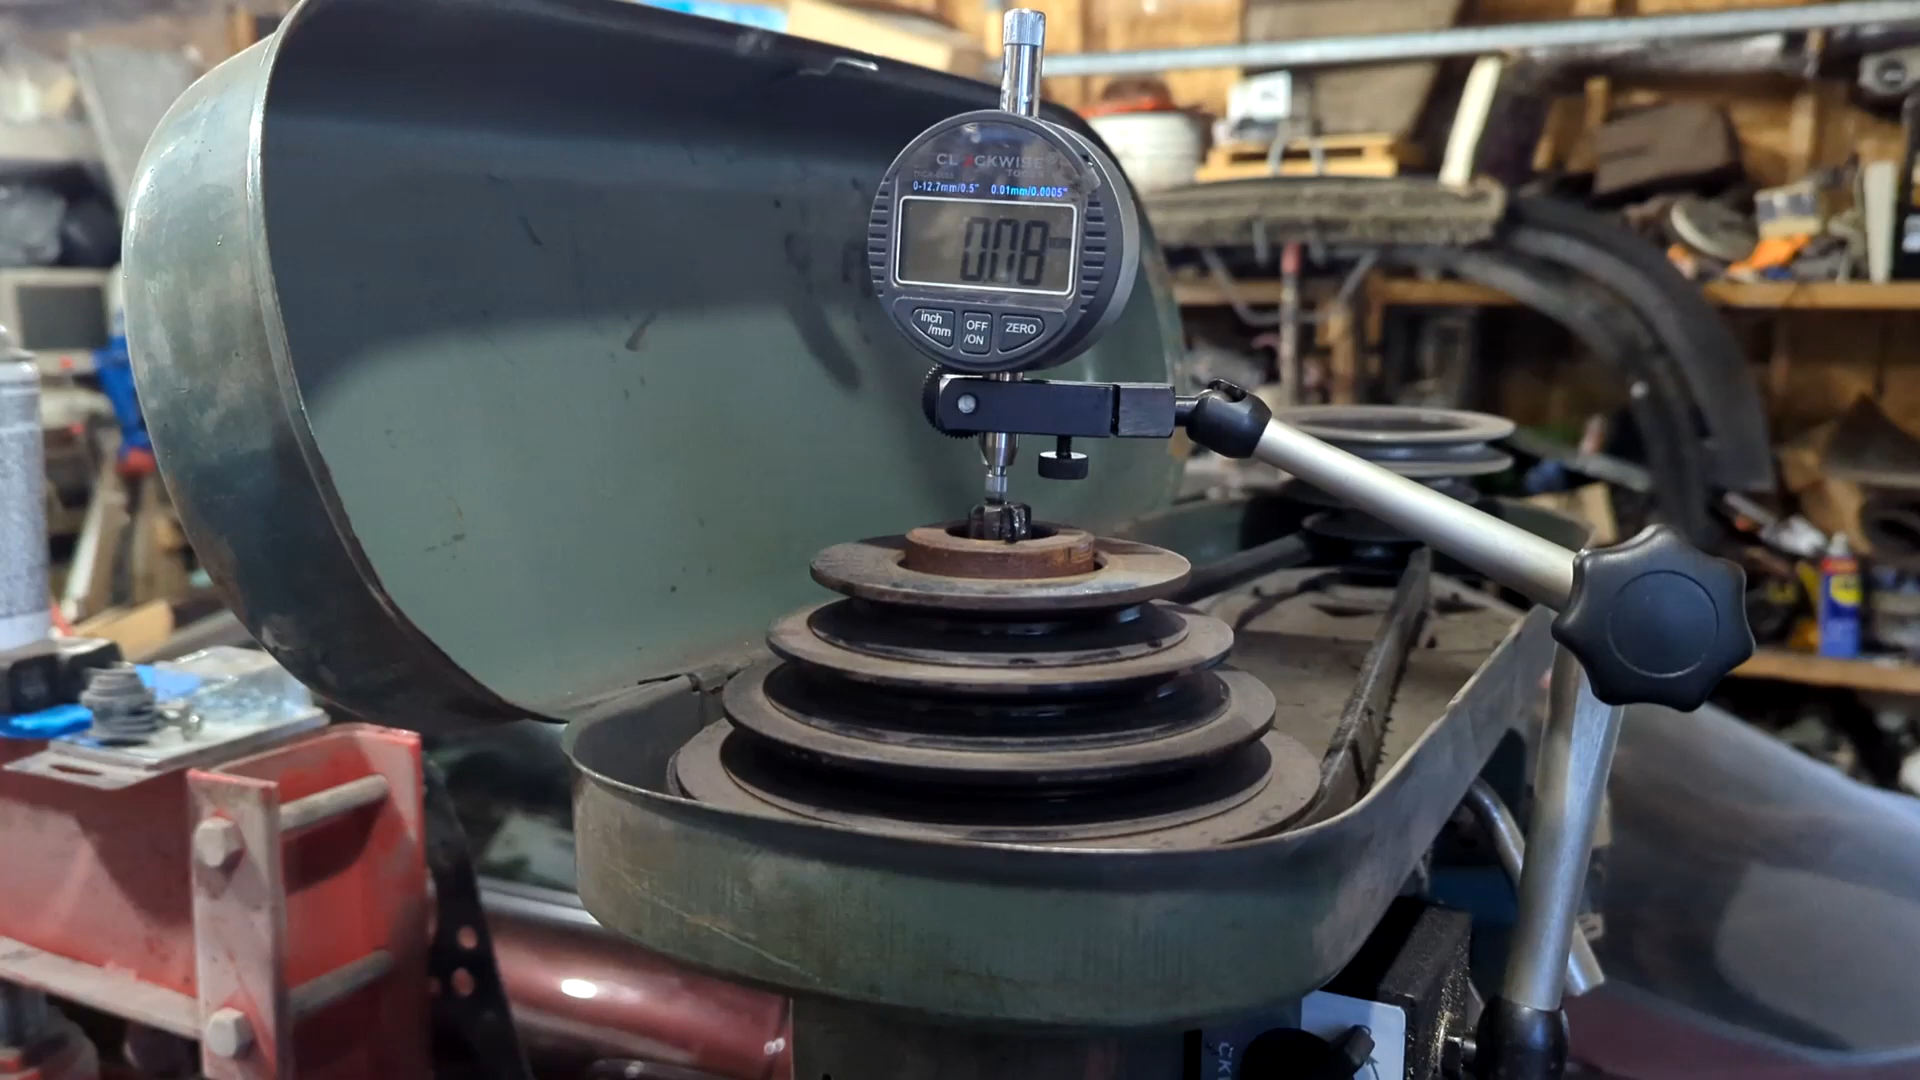 CLOCKWISE
TOOLS
0-12.7mm/0.5" 0.01mm/0.0005"
0.08
inch
/mm
OFF
/ON
ZERO